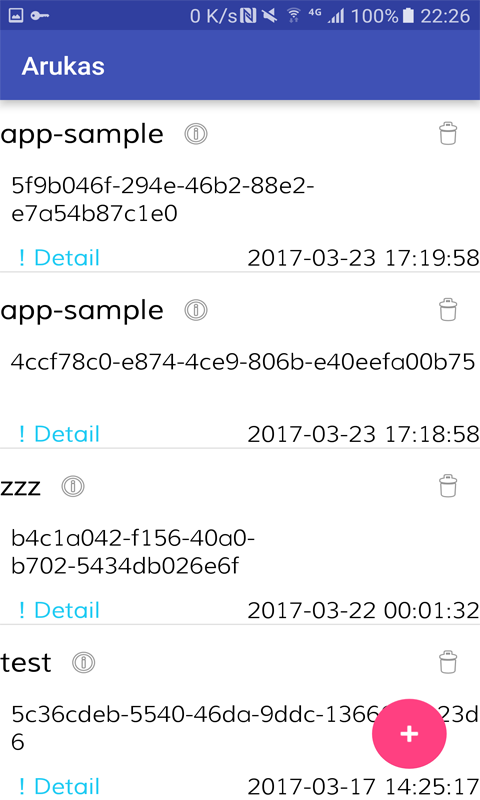 0 K/s 4G 100% 22:26
Arukas
app-sample
5f9b046f-294e-46b2-88e2-
e7a54b87c1e0
! Detail 2017-03-23 17:19:58
app-sample
4ccf78c0-e874-4ce9-806b-e40eefa00b75
! Detail 2017-03-23 17:18:58
zzz
b4c1a042-f156-40a0-
b702-5434db026e6f
! Detail 2017-03-22 00:01:32
test
5c36cdeb-5540-46da-9ddc-1366 23d
6
+
! Detail 2017-03-17 14:25:17